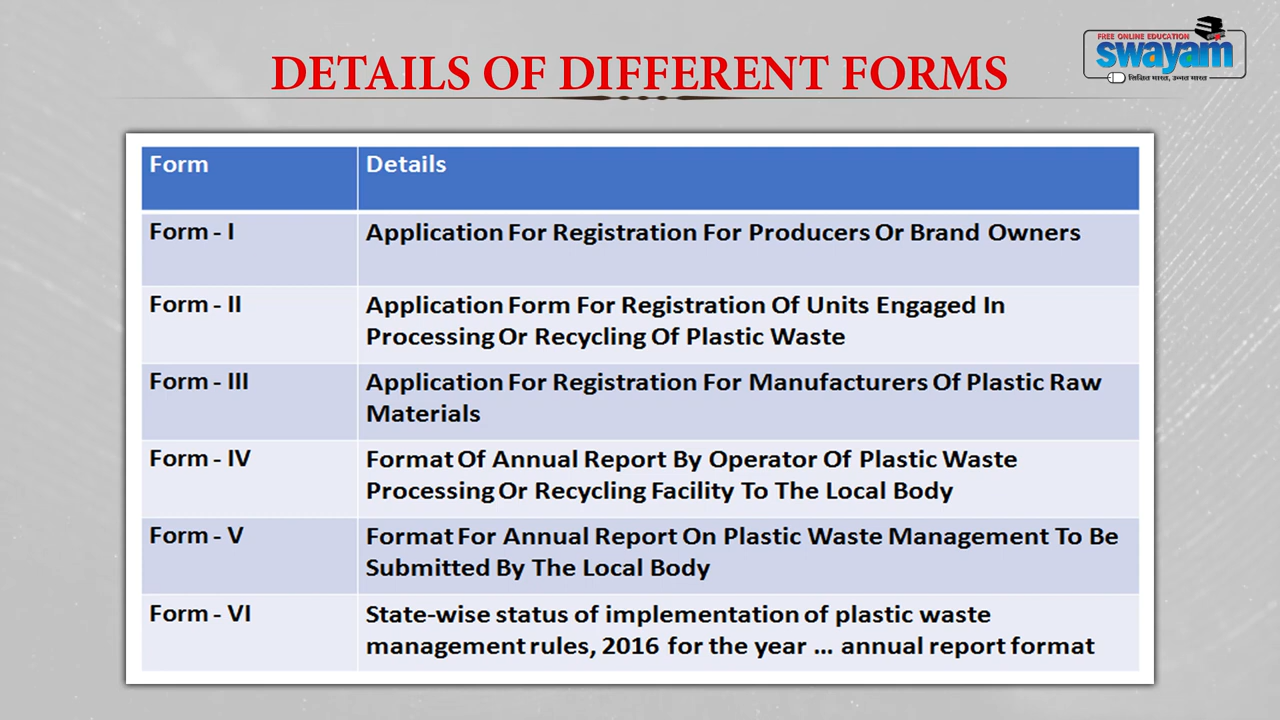 FREE ONLINE EDUCATION
swayam
शिक्षित भारत, उन्नत भारत
DETAILS OF DIFFERENT FORMS
Form
Details
Form - I
Application For Registration For Producers Or Brand Owners
Form - II
Application Form For Registration Of Units Engaged In
Processing Or Recycling Of Plastic Waste
Form - III
Application For Registration For Manufacturers Of Plastic Raw
Materials
Form - IV
Format Of Annual Report By Operator Of Plastic Waste
Processing Or Recycling Facility To The Local Body
Form - V
Format For Annual Report On Plastic Waste Management To Be
Submitted By The Local Body
Form - VI
State-wise status of implementation of plastic waste
management rules, 2016 for the year ... annual report format